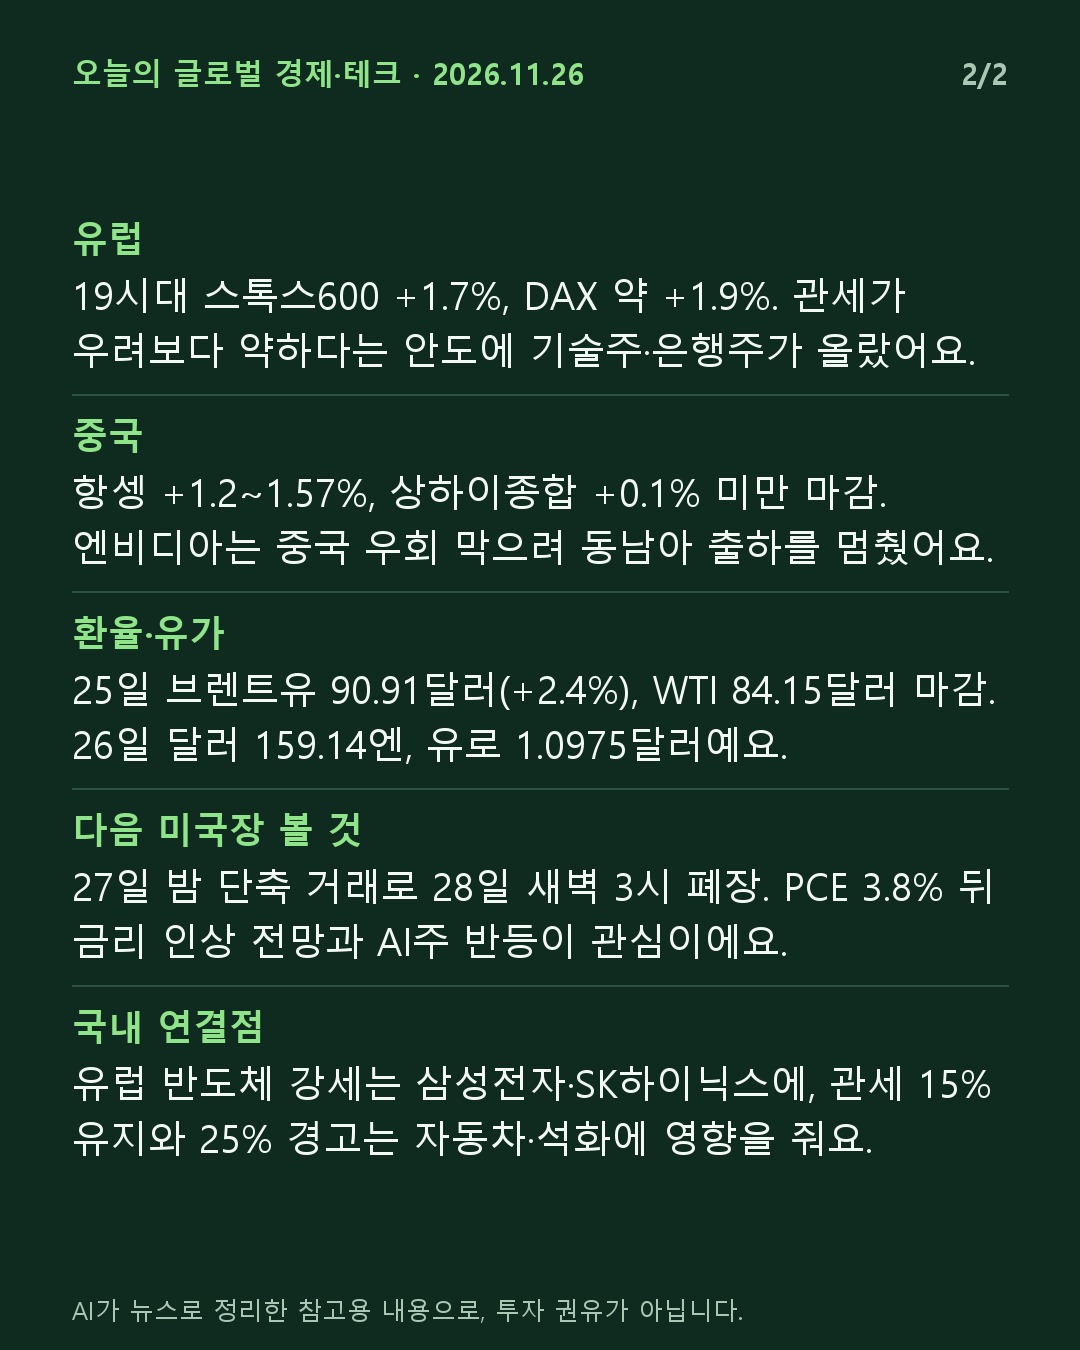 오늘의 글로벌 경제·테크 · 2026.11.26
2/2
유럽
19시대 스톡스600 +1.7%, DAX 약 +1.9%. 관세가
우려보다 약하다는 안도에 기술주·은행주가 올랐어요.
중국
항셍 +1.2~1.57%, 상하이종합 +0.1% 미만 마감.
엔비디아는 중국 우회 막으려 동남아 출하를 멈췄어요.
환율·유가
25일 브렌트유 90.91달러(+2.4%), WTI 84.15달러 마감.
26일 달러 159.14엔, 유로 1.0975달러예요.
다음 미국장 볼 것
27일 밤 단축 거래로 28일 새벽 3시 폐장. PCE 3.8% 뒤
금리 인상 전망과 AI주 반등이 관심이에요.
국내 연결점
유럽 반도체 강세는 삼성전자·SK하이닉스에, 관세 15%
유지와 25% 경고는 자동차·석화에 영향을 줘요.
AI가 뉴스로 정리한 참고용 내용으로, 투자 권유가 아닙니다.